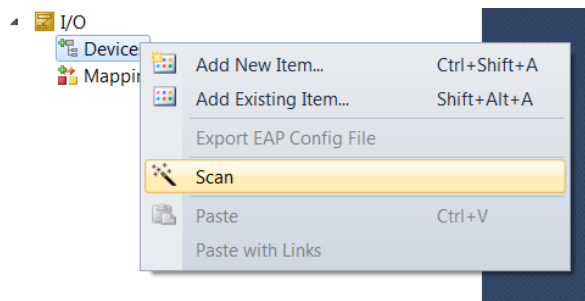 I/O
Device
Mappin
Add New Item... Ctrl+Shift+A
Add Existing Item... Shift+Alt+A
Export EAP Config File
Scan
Paste Ctrl+V
Paste with Links